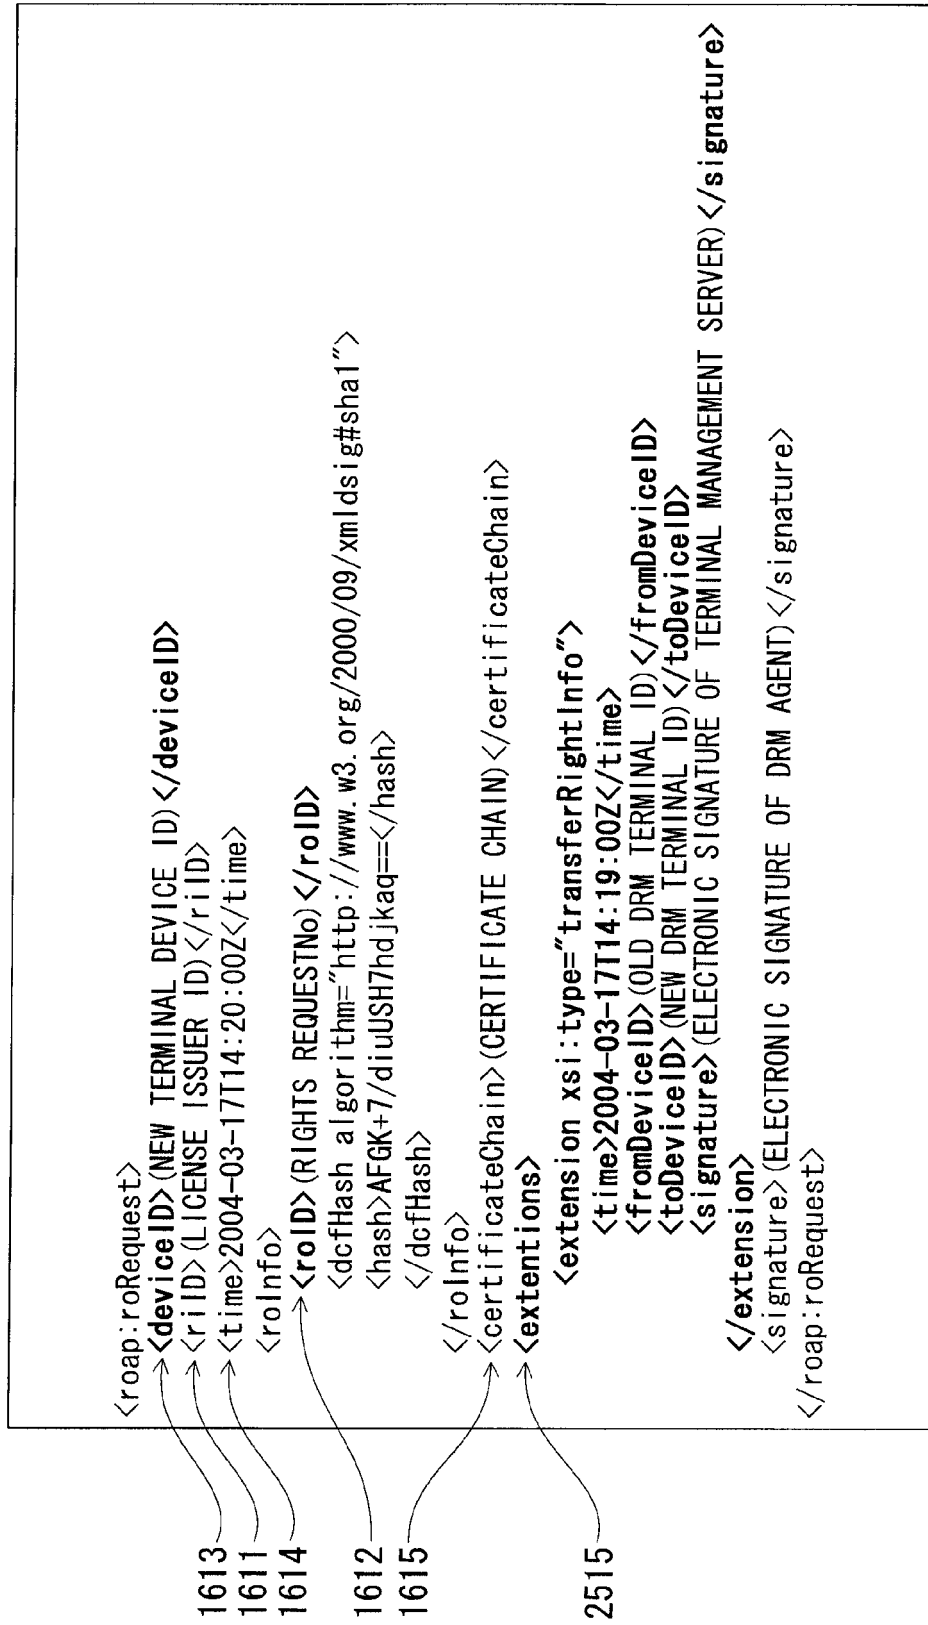 <roap:roRequest>
1613 <deviceID>(NEW TERMINAL DEVICE ID)</deviceID>
1611 <riID>(LICENSE ISSUER ID)</riID>
1614 <time>2004-03-17T14:20:00Z</time>
<roInfo>
1612 <roID>(RIGHTS REQUESTNo)</roID>
<dcfHash algorithm="http://www.w3.org/2000/09/xmldsig#sha1">
<hash>AFGK+7/diuUSH7hdjkaq==</hash>
</dcfHash>
</roInfo>
1615 <certificateChain>(CERTIFICATE CHAIN)</certificateChain>
2515 <extentions>
<extension xsi:type="transferRightInfo">
<time>2004-03-17T14:19:00Z</time>
<fromDeviceID>(OLD DRM TERMINAL ID)</fromDeviceID>
<toDeviceID>(NEW DRM TERMINAL ID)</toDeviceID>
<signature>(ELECTRONIC SIGNATURE OF TERMINAL MANAGEMENT SERVER)</signature>
</extension>
<signature>(ELECTRONIC SIGNATURE OF DRM AGENT)</signature>
</roap:roRequest>